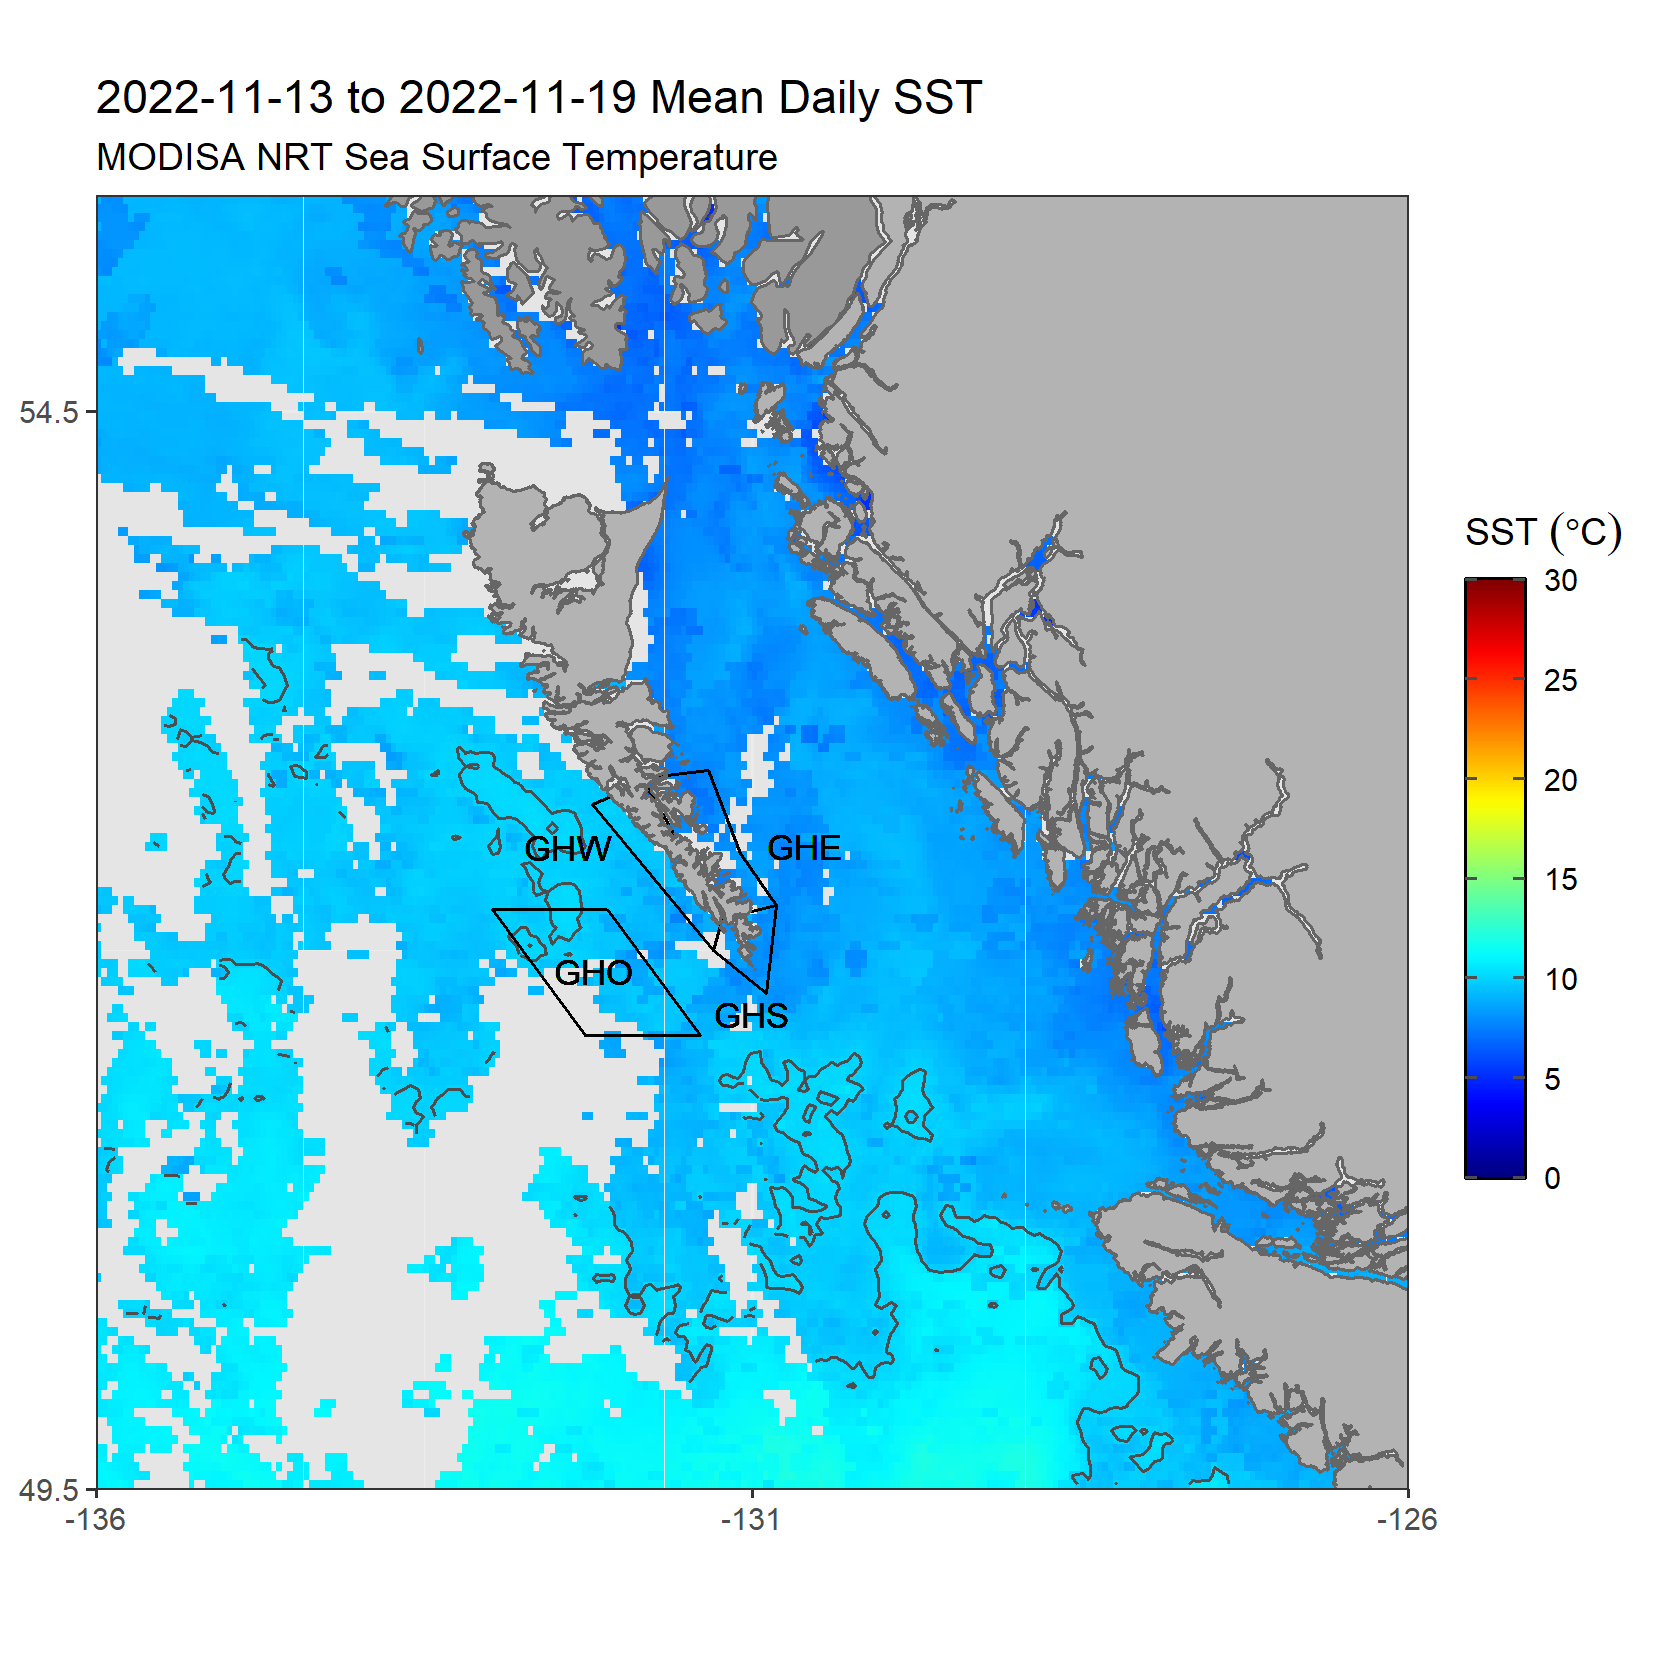 2022-11-13 to 2022-11-19 Mean Daily SST
MODISA NRT Sea Surface Temperature
54.5
49.5
-136
-131
-126
GHW
GHE
GHO
GHS
SST (°C)
30
25
20
15
10
5
0